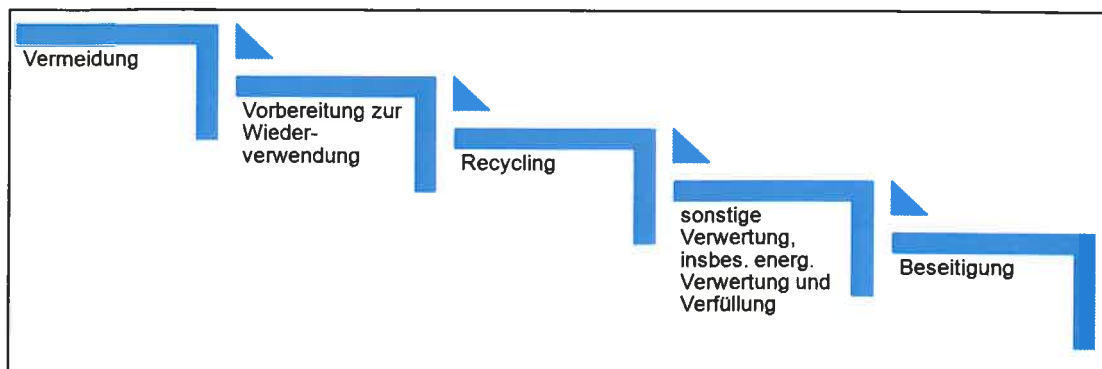 Vermeidung
Vorbereitung zur
Wieder-
verwendung
Recycling
sonstige
Verwertung,
insbes. energ.
Verwertung und
Verfüllung
Beseitigung